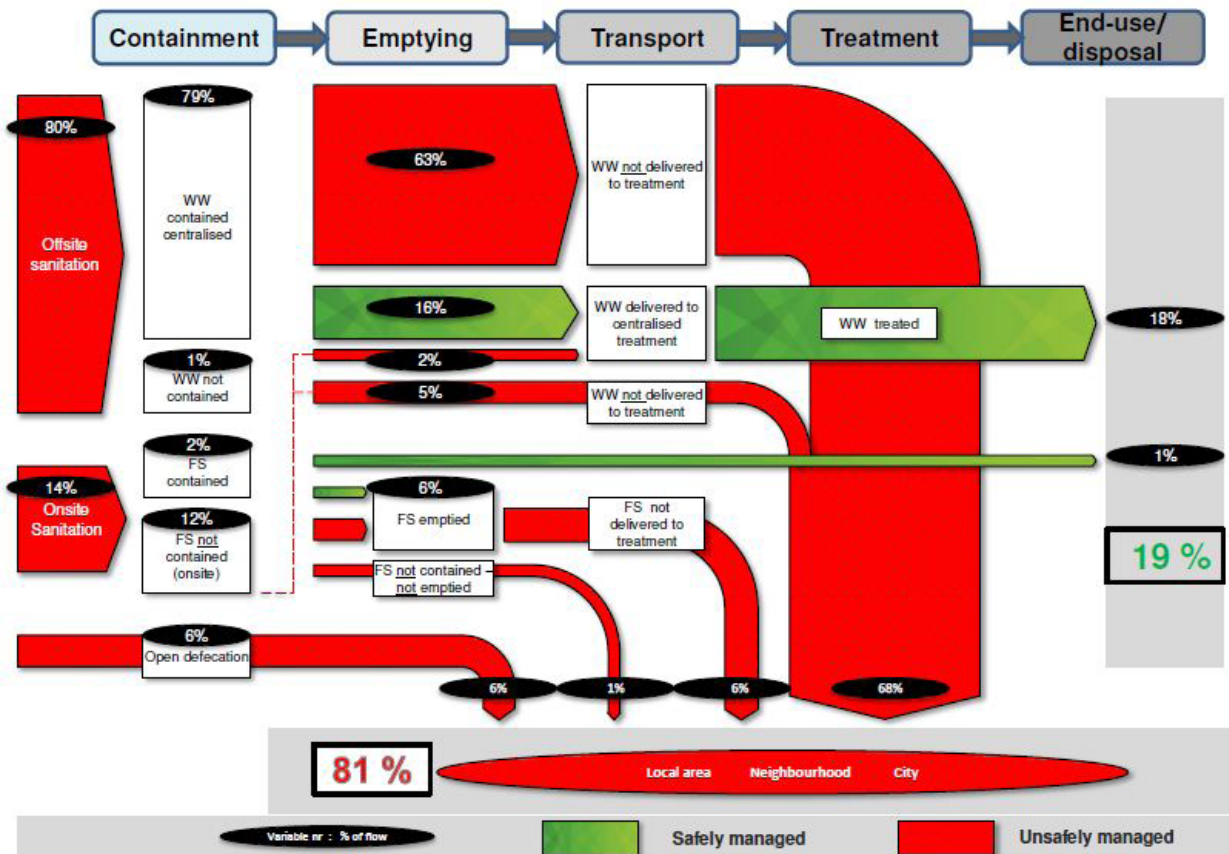 Containment
Emptying
Transport
Treatment
End-use/
disposal
80%
Offsite
sanitation
79%
WW
contained
centralised
63%
WW not delivered
to treatment
16%
WW delivered to
centralised
treatment
WW treated
18%
1%
WW not
contained
2%
5%
WW not delivered
to treatment
2%
FS
contained
1%
14%
Onsite
Sanitation
12%
FS not
contained
(onsite)
6%
FS emptied
FS not
delivered to
treatment
FS not contained –
not emptied
19 %
6%
Open defecation
6%
1%
6%
68%
81 %
Local area Neighbourhood City
Variable nr : % of flow
Safely managed
Unsafely managed